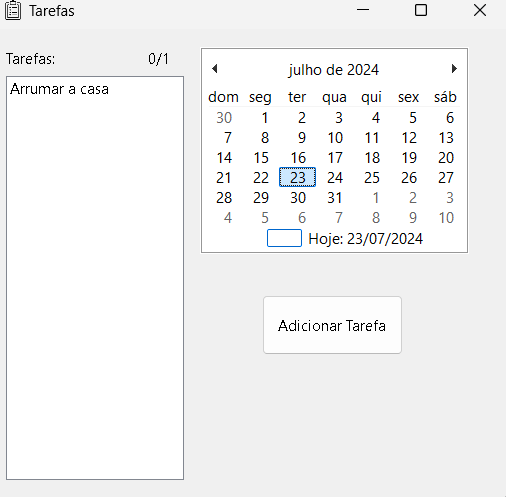 Tarefas
Tarefas: 0/1
Arrumar a casa
julho de 2024
dom seg ter qua qui sex sáb
30 1 2 3 4 5 6
7 8 9 10 11 12 13
14 15 16 17 18 19 20
21 22 23 24 25 26 27
28 29 30 31 1 2 3
4 5 6 7 8 9 10
Hoje: 23/07/2024
Adicionar Tarefa